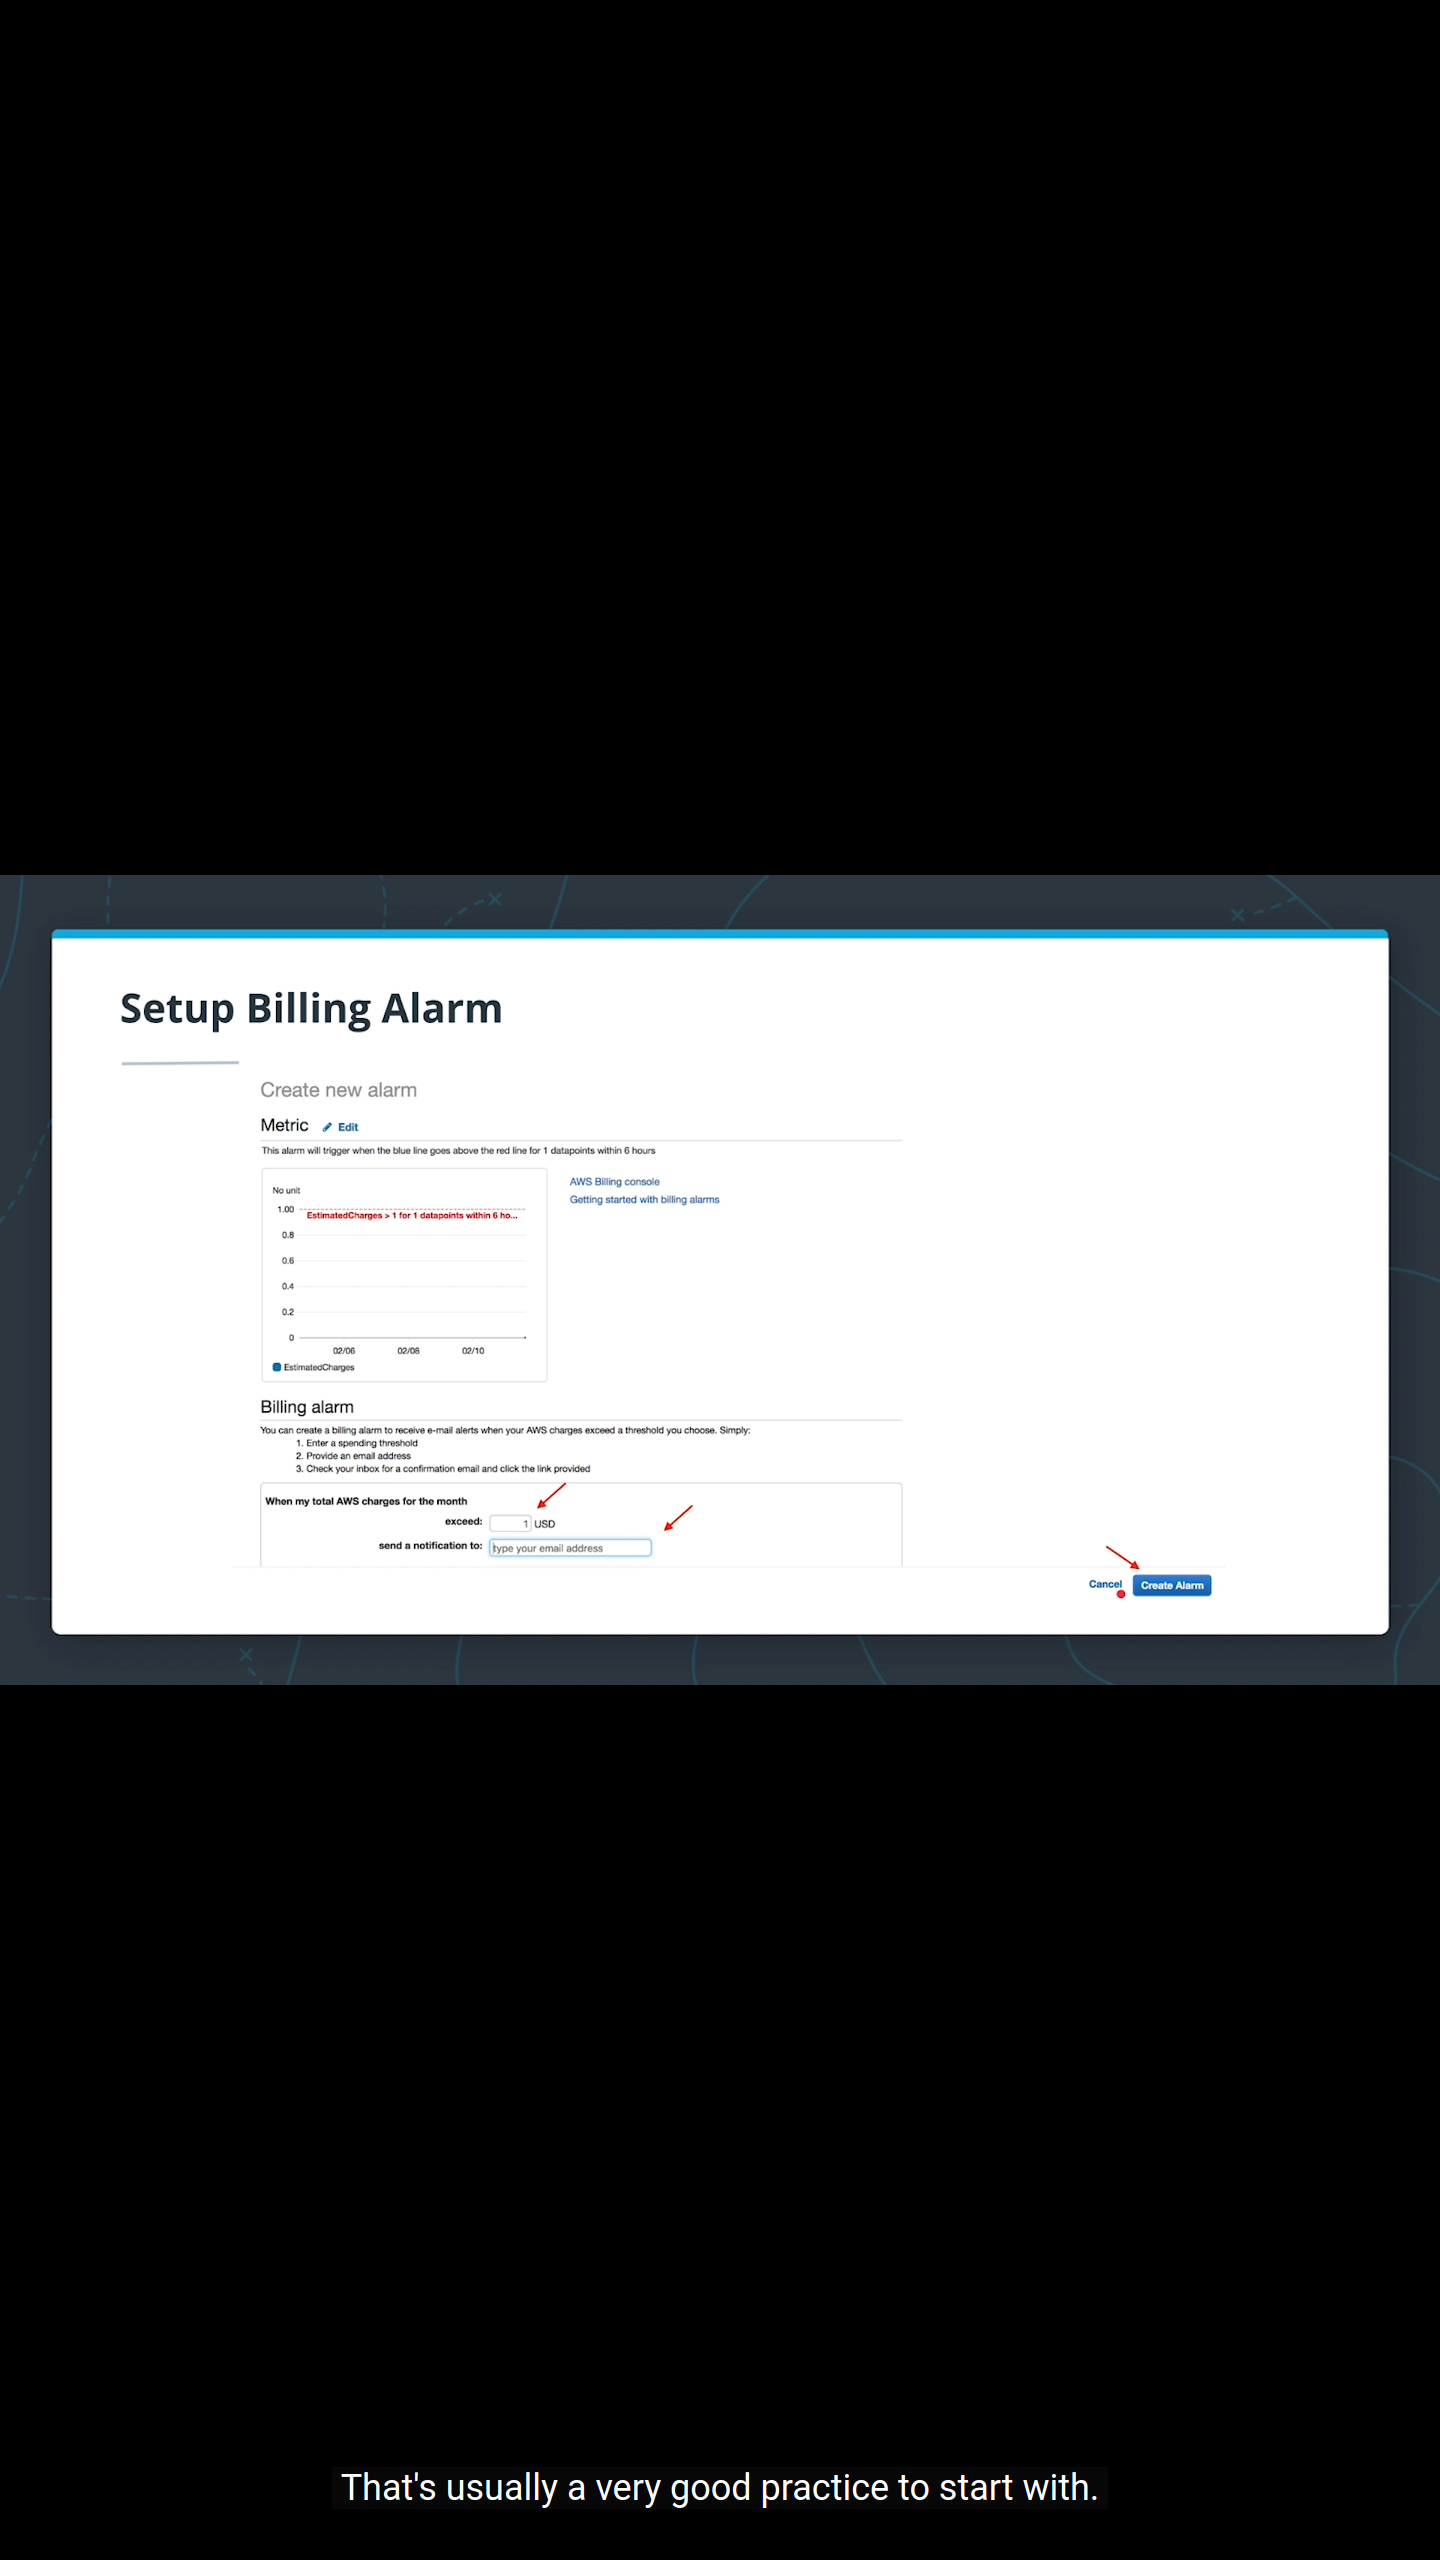 Setup Billing Alarm
Create new alarm
Metric Edit
This alarm will trigger when the blue line goes above the red line for 1 datapoints within 6 hours
AWS Billing console
Getting started with billing alarms
No unit
1.00
EstimatedCharges > 1 for 1 datapoints within 6 ho...
0.8
0.6
0.4
0.2
0
02/06 02/08 02/10
EstimatedCharges
Billing alarm
You can create a billing alarm to receive e-mail alerts when your AWS charges exceed a threshold you choose. Simply:
1. Enter a spending threshold
2. Provide an email address
3. Check your inbox for a confirmation email and click the link provided
When my total AWS charges for the month
exceed: 1 USD
send a notification to: type your email address
Cancel Create Alarm
That's usually a very good practice to start with.